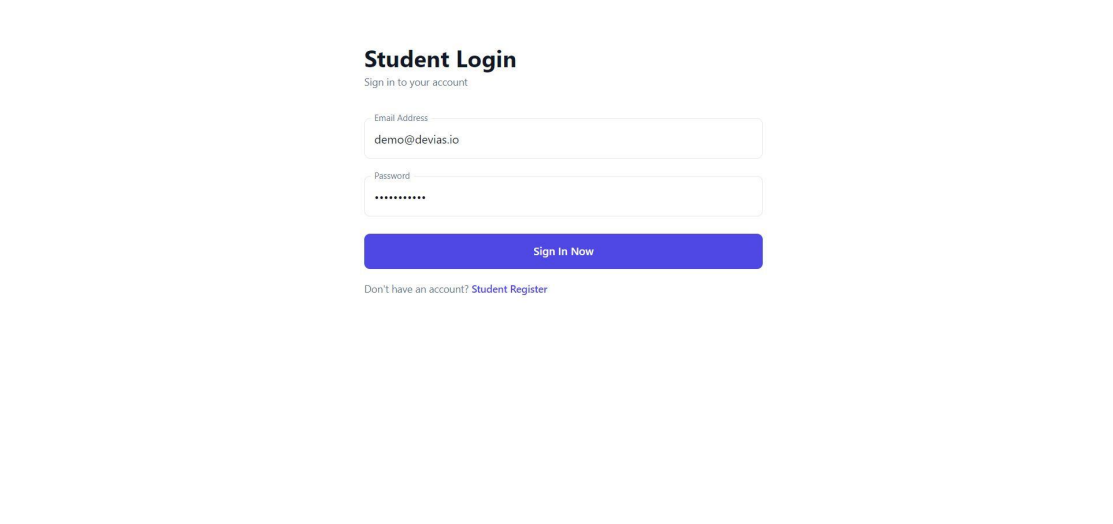 Student Login
Sign in to your account
Email Address
demo@devias.io
Password
•••••••••••
Sign In Now
Don't have an account? Student Register